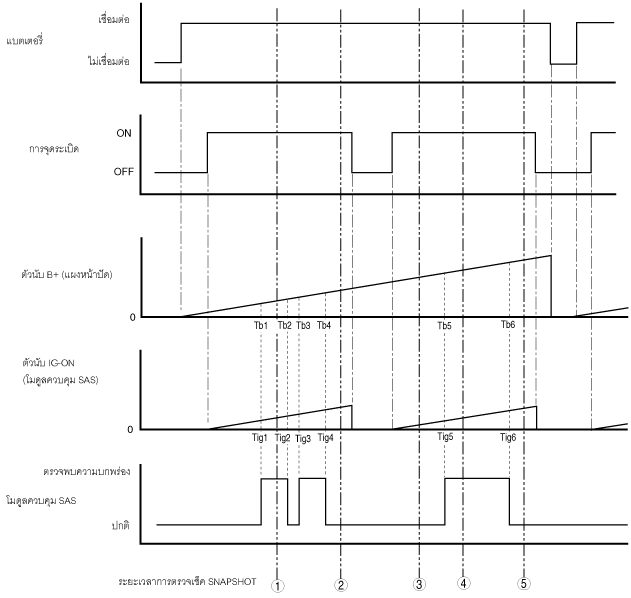 เชื่อมต่อ
แบตเตอรี่
ไม่เชื่อมต่อ
ON
การจุดระเบิด
OFF
ตัวนับ B+ (แผงหน้าปัด)
0
Tb1 Tb2 Tb3 Tb4 Tb5 Tb6
ตัวนับ IG-ON
(โมดูลควบคุม SAS)
0
Tig1 Tig2 Tig3 Tig4 Tig5 Tig6
ตรวจพบความบกพร่อง
โมดูลควบคุม SAS
ปกติ
ระยะเวลาการตรวจเช็ค SNAPSHOT ① ② ③ ④ ⑤